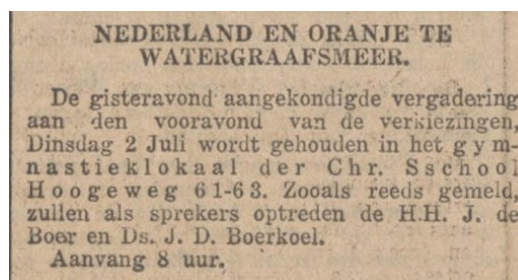 NEDERLAND EN ORANJE TE
WATERGRAAFSMEER.
De gisteravond aangekondigde vergadering
aan den vooravond van de verkiezingen,
Dinsdag 2 Juli wordt gehouden in het gym-
nastieklokaal der Chr. Sschool
Hoogeweg 61-63. Zooals reeds gemeld,
zullen als sprekers optreden de H.H. J. de
Boer en Ds. J. D. Boerkoel.
Aanvang 8 uur.